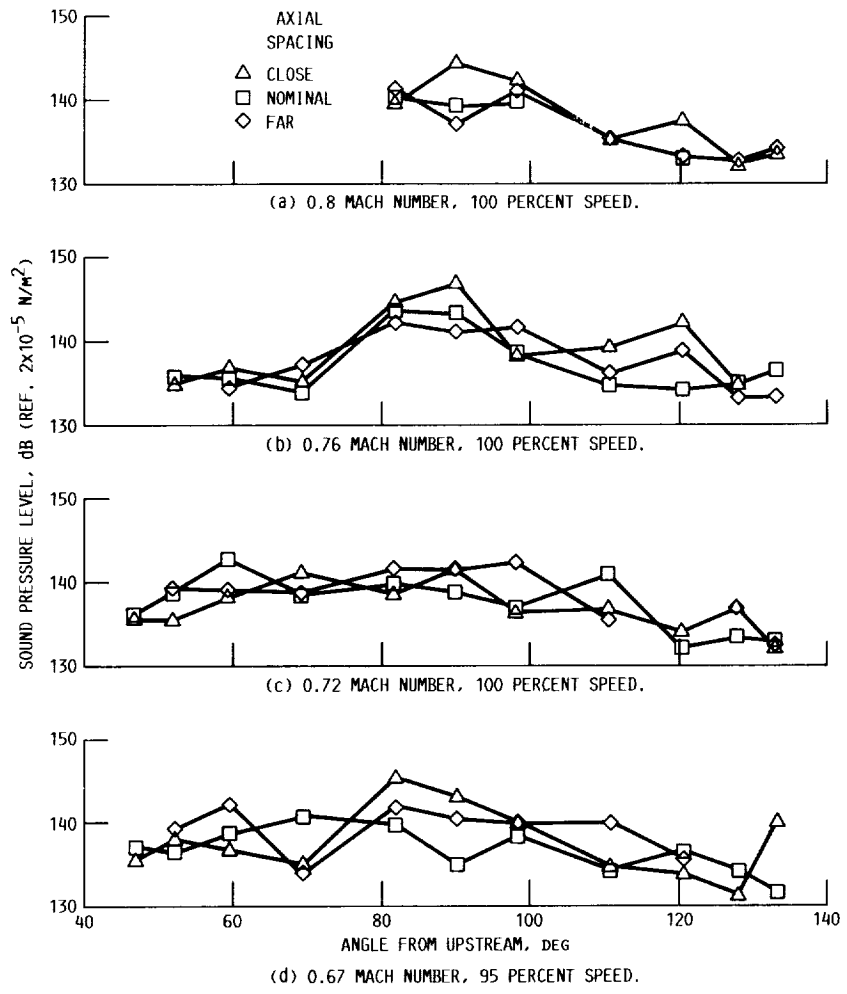 150
140
130
AXIAL
SPACING
CLOSE
NOMINAL
FAR
(a) 0.8 MACH NUMBER, 100 PERCENT SPEED.
150
140
130
(b) 0.76 MACH NUMBER, 100 PERCENT SPEED.
SOUND PRESSURE LEVEL, dB (REF. 2x10⁻⁵ N/M²)
150
140
130
(c) 0.72 MACH NUMBER, 100 PERCENT SPEED.
150
140
130
40 60 80 100 120 140
ANGLE FROM UPSTREAM, DEG
(d) 0.67 MACH NUMBER, 95 PERCENT SPEED.